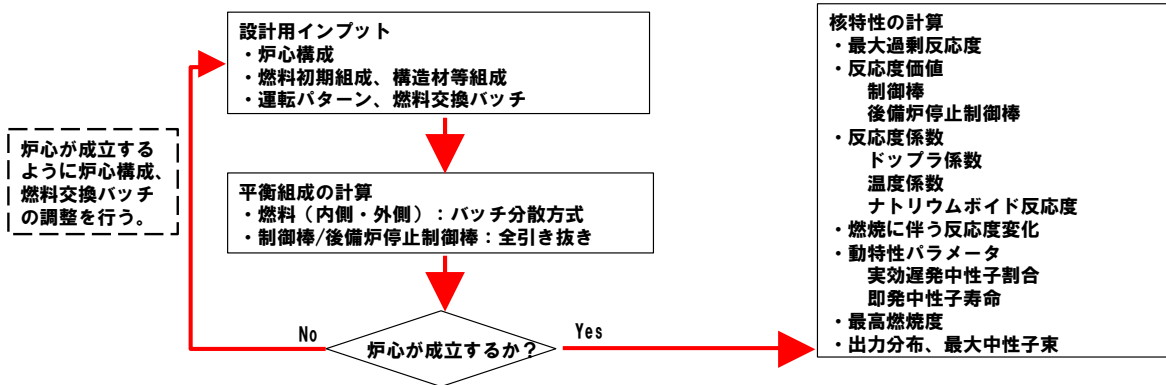 設計用インプット
・炉心構成
・燃料初期組成、構造材等組成
・運転パターン、燃料交換バッチ
炉心が成立する
ように炉心構成、
燃料交換バッチ
の調整を行う。
平衡組成の計算
・燃料（内側・外側）：バッチ分散方式
・制御棒/後備炉停止制御棒：全引き抜き
No
炉心が成立するか？
Yes
核特性の計算
・最大過剰反応度
・反応度価値
制御棒
後備炉停止制御棒
・反応度係数
ドップラ係数
温度係数
ナトリウムボイド反応度
・燃焼に伴う反応度変化
・動特性パラメータ
実効遅発中性子割合
即発中性子寿命
・最高燃焼度
・出力分布、最大中性子束